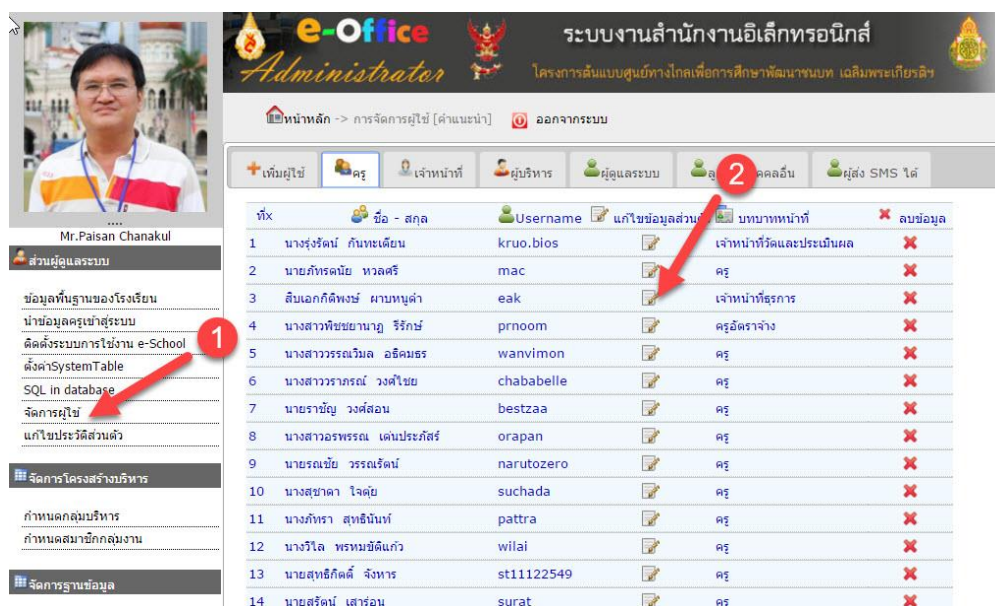 e-Office
Administrator
ระบบงานสำนักงานอิเล็กทรอนิกส์
โครงการต้นแบบศูนย์ทางไกลเพื่อการศึกษาพัฒนาชนบท เฉลิมพระเกียรติฯ
หน้าหลัก -> การจัดการผู้ใช้ [คำแนะนำ] ออกจากระบบ
เพิ่มผู้ใช้ ครู เจ้าหน้าที่ ผู้บริหาร ผู้ดูแลระบบ 2 ผู้ส่ง SMS ได้
....
Mr.Paisan Chanakul
ส่วนผู้ดูแลระบบ
ข้อมูลพื้นฐานของโรงเรียน
นำข้อมูลครูเข้าสู่ระบบ
ติดตั้งระบบการใช้งาน e-School
1
ตั้งค่าSystemTable
SQL in database
จัดการผู้ใช้
แก้ไขประวัติส่วนตัว
จัดการโครงสร้างบริหาร
กำหนดกลุ่มบริหาร
กำหนดสมาชิกกลุ่มงาน
จัดการฐานข้อมูล
ที่x ชื่อ - สกุล Username แก้ไขข้อมูลส่วนตัว บทบาทหน้าที่ ลบข้อมูล
1 นางรุ่งรัตน์ กันทะเตียน kruo.bios เจ้าหน้าที่วัดและประเมินผล
2 นายภัทรดนัย หวลศรี mac ครู
3 สิบเอกกิติพงษ์ ผาบหนูดำ eak เจ้าหน้าที่ธุรการ
4 นางสาวพิชชยานาฏ รีรักษ์ prnoom ครูอัตราจ้าง
5 นางสาววรรณวิมล อธิคมธร wanvimon ครู
6 นางสาววราภรณ์ วงศ์ไชย chababelle ครู
7 นายราชัญ วงศ์สอน bestzaa ครู
8 นางสาวอรพรรณ เด่นประภัสร์ orapan ครู
9 นายรณชัย วรรณรัตน์ narutozero ครู
10 นางสุชาดา ใจตุ้ย suchada ครู
11 นางภัทรา สุทธินันท์ pattra ครู
12 นางวิไล พรหมขัติแก้ว wilai ครู
13 นายสุทธิกิตติ์ จังหาร st11122549 ครู
14 นายสุรัตน์ เสาร์อน surat ครู